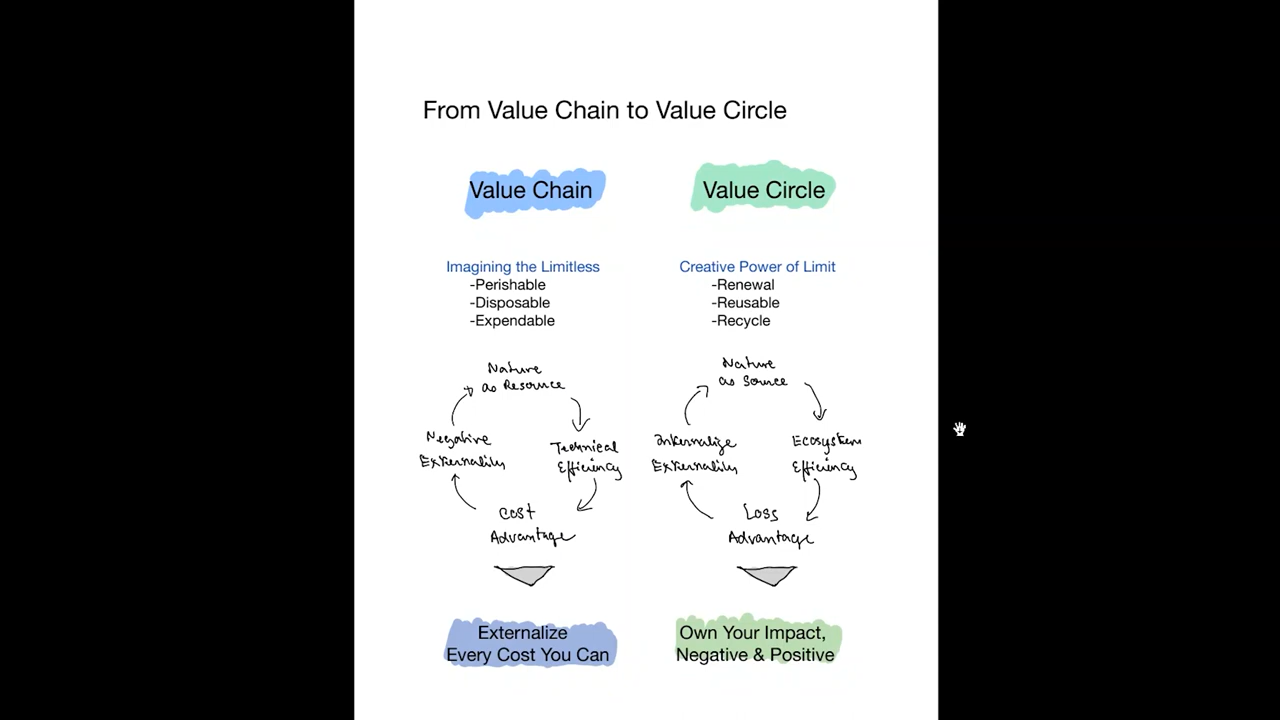 From Value Chain to Value Circle
Value Chain
Imagining the Limitless
-Perishable
-Disposable
-Expendable
Nature
as Resource
Technical
Efficiency
Cost
Advantage
Negative
Externality
Externalize
Every Cost You Can
Value Circle
Creative Power of Limit
-Renewal
-Reusable
-Recycle
Nature
as Source
Ecosystem
Efficiency
Loss
Advantage
Internalize
Externality
Own Your Impact,
Negative & Positive